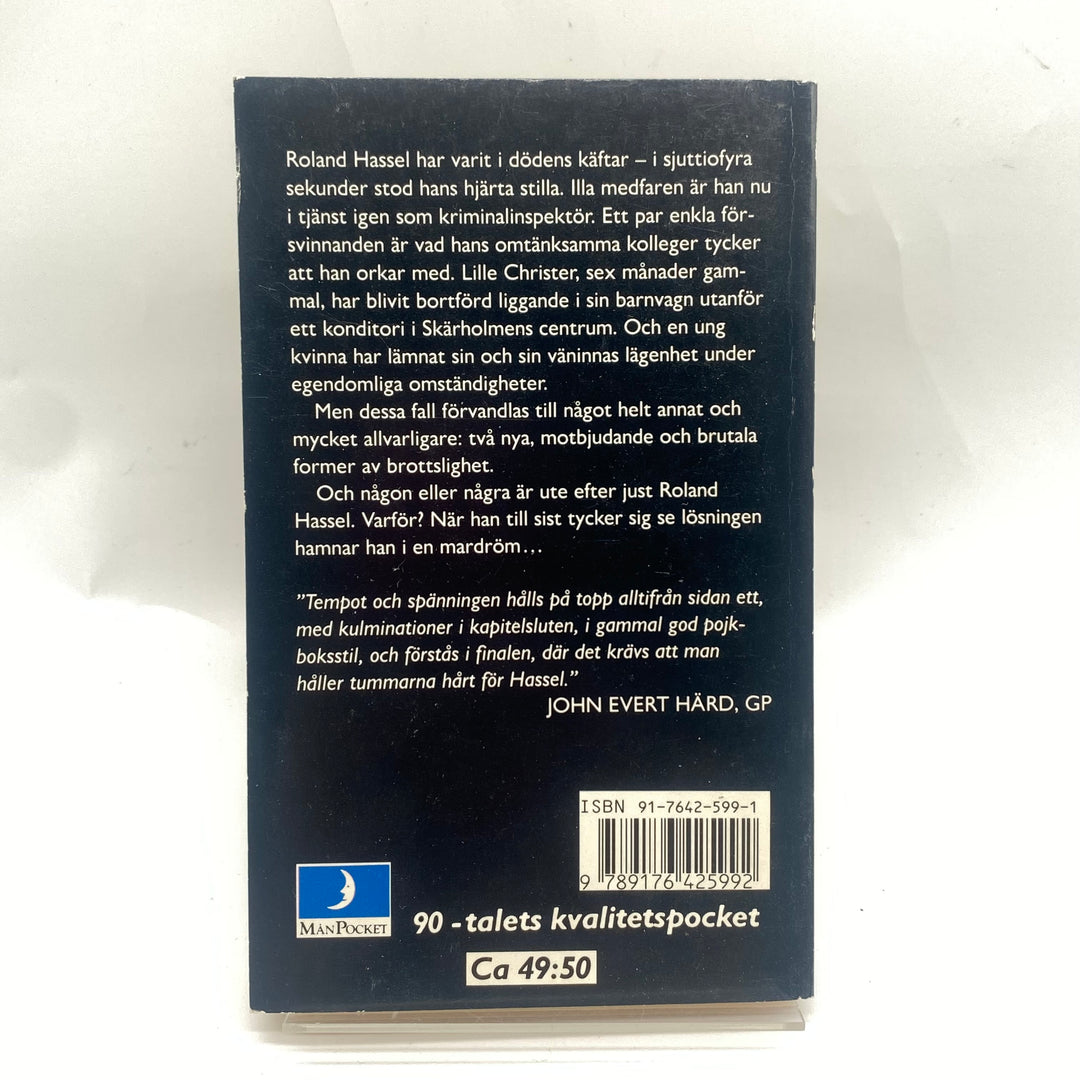 Roland Hassel har varit i dödens käftar – i sjuttiofyra
sekunder stod hans hjärta stilla. Illa medfaren är han nu
i tjänst igen som kriminalinspektör. Ett par enkla för-
svinnanden är vad hans omtänksamma kolleger tycker
att han orkar med. Lille Christer, sex månader gam-
mal, har blivit bortförd liggande i sin barnvagn utanför
ett konditori i Skärholmens centrum. Och en ung
kvinna har lämnat sin och sin väninnas lägenhet under
egendomliga omständigheter.
Men dessa fall förvandlas till något helt annat och
mycket allvarligare: två nya, motbjudande och brutala
former av brottslighet.
Och någon eller några är ute efter just Roland
Hassel. Varför? När han till sist tycker sig se lösningen
hamnar han i en mardröm...
”Tempot och spänningen hålls på topp alltifrån sidan ett,
med kulminationer i kapitelsluten, i gammal god pojk-
boksstil, och förstås i finalen, där det krävs att man
håller tummarna hårt för Hassel.”
JOHN EVERT HÄRD, GP
ISBN 91-7642-599-1
9 789176 425992
MÅNPOCKET
90-talets kvalitetspocket
Ca 49:50